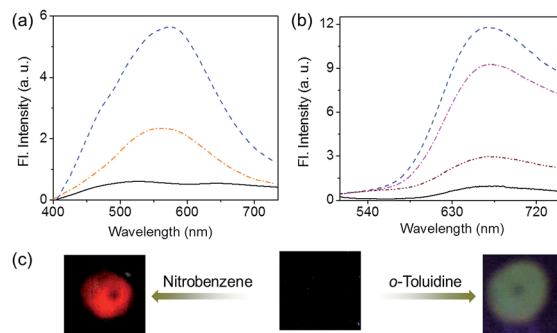 (a)
6
4
2
0
Fl. Intensity (a. u.)
400 500 600 700
Wavelength (nm)
(b)
12
9
6
3
0
Fl. Intensity (a. u.)
540 630 720
Wavelength (nm)
(c)
Nitrobenzene
o-Toluidine